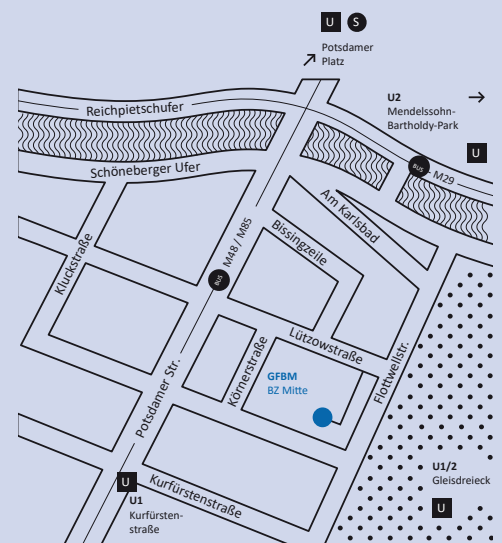 U S
Potsdamer
Platz
U2
Mendelssohn-
Bartholdy-Park
U
Reichpietschufer
Schöneberger Ufer
BUS
M29
Am Karlsbad
Bissingzeile
M48 / M85
BUS
Kluckstraße
Lützowstraße
Körnerstraße
Flottwellstr.
GFBM
BZ Mitte
Potsdamer Str.
U1/2
Gleisdreieck
U
U
U1
Kurfürsten-
straße
Kurfürstenstraße